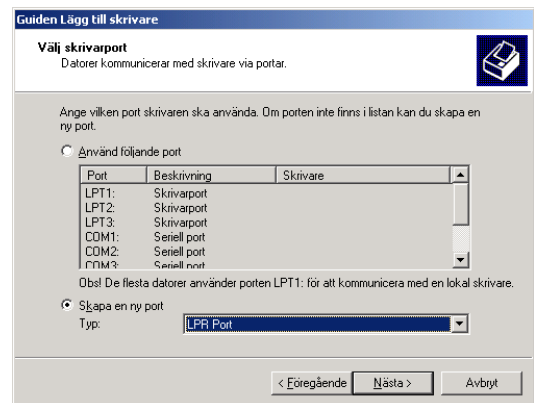 Guiden Lägg till skrivare
Välj skrivarport
Datorer kommunicerar med skrivare via portar.
Ange vilken port skrivaren ska använda. Om porten inte finns i listan kan du skapa en
ny port.
Använd följande port
Port Beskrivning Skrivare
LPT1: Skrivarport
LPT2: Skrivarport
LPT3: Skrivarport
COM1: Seriell port
COM2: Seriell port
COM3: Seriell port
Obs! De flesta datorer använder porten LPT1: för att kommunicera med en lokal skrivare.
Skapa en ny port
Typ: LPR Port
< Föregående Nästa > Avbryt